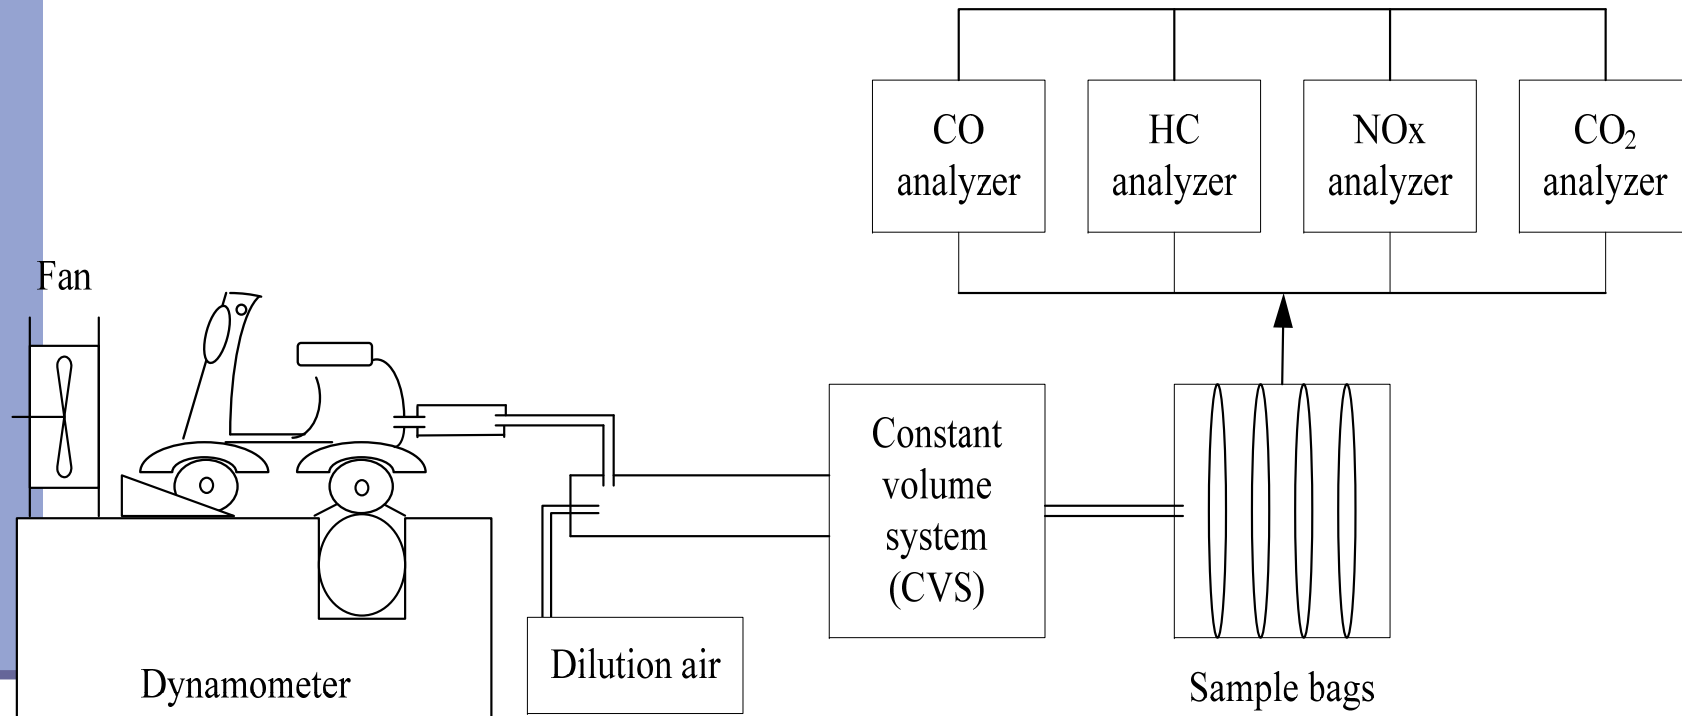 CO
analyzer
HC
analyzer
NOx
analyzer
CO₂
analyzer
Fan
Constant
volume
system
(CVS)
Dilution air
Dynamometer
Sample bags